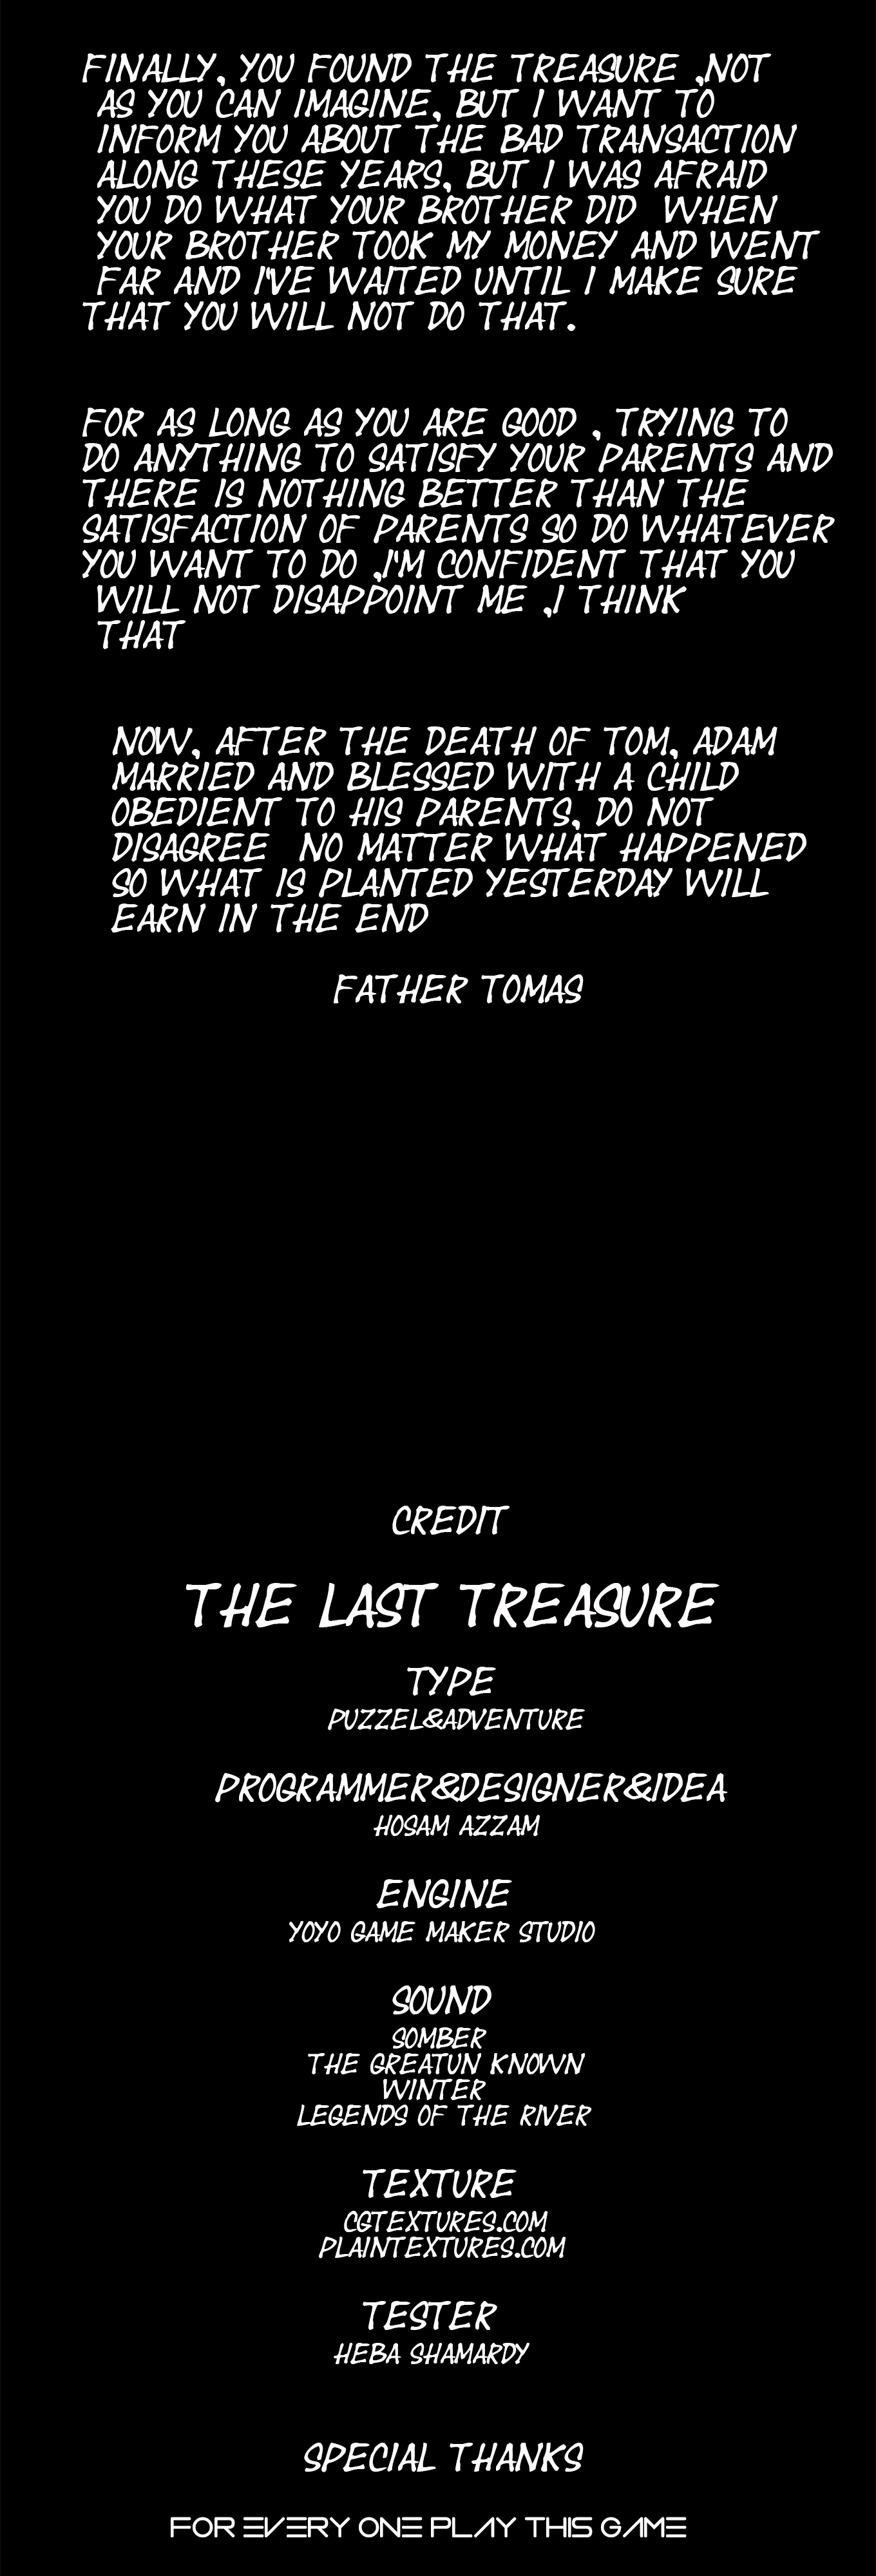 FINALLY, YOU FOUND THE TREASURE ,NOT
AS YOU CAN IMAGINE, BUT I WANT TO
INFORM YOU ABOUT THE BAD TRANSACTION
ALONG THESE YEARS, BUT I WAS AFRAID
YOU DO WHAT YOUR BROTHER DID WHEN
YOUR BROTHER TOOK MY MONEY AND WENT
FAR AND I'VE WAITED UNTIL I MAKE SURE
THAT YOU WILL NOT DO THAT.
FOR AS LONG AS YOU ARE GOOD , TRYING TO
DO ANYTHING TO SATISFY YOUR PARENTS AND
THERE IS NOTHING BETTER THAN THE
SATISFACTION OF PARENTS SO DO WHATEVER
YOU WANT TO DO ,I'M CONFIDENT THAT YOU
WILL NOT DISAPPOINT ME ,I THINK
THAT
NOW, AFTER THE DEATH OF TOM, ADAM
MARRIED AND BLESSED WITH A CHILD
OBEDIENT TO HIS PARENTS, DO NOT
DISAGREE NO MATTER WHAT HAPPENED
SO WHAT IS PLANTED YESTERDAY WILL
EARN IN THE END
FATHER TOMAS
CREDIT
THE LAST TREASURE
TYPE
PUZZEL&ADVENTURE
PROGRAMMER&DESIGNER&IDEA
HOSAM AZZAM
ENGINE
YOYO GAME MAKER STUDIO
SOUND
SOMBER
THE GREATUN KNOWN
WINTER
LEGENDS OF THE RIVER
TEXTURE
CGTEXTURES.COM
PLAINTEXTURES.COM
TESTER
HEBA SHAMARDY
SPECIAL THANKS
FOR EVERY ONE PLAY THIS GAME